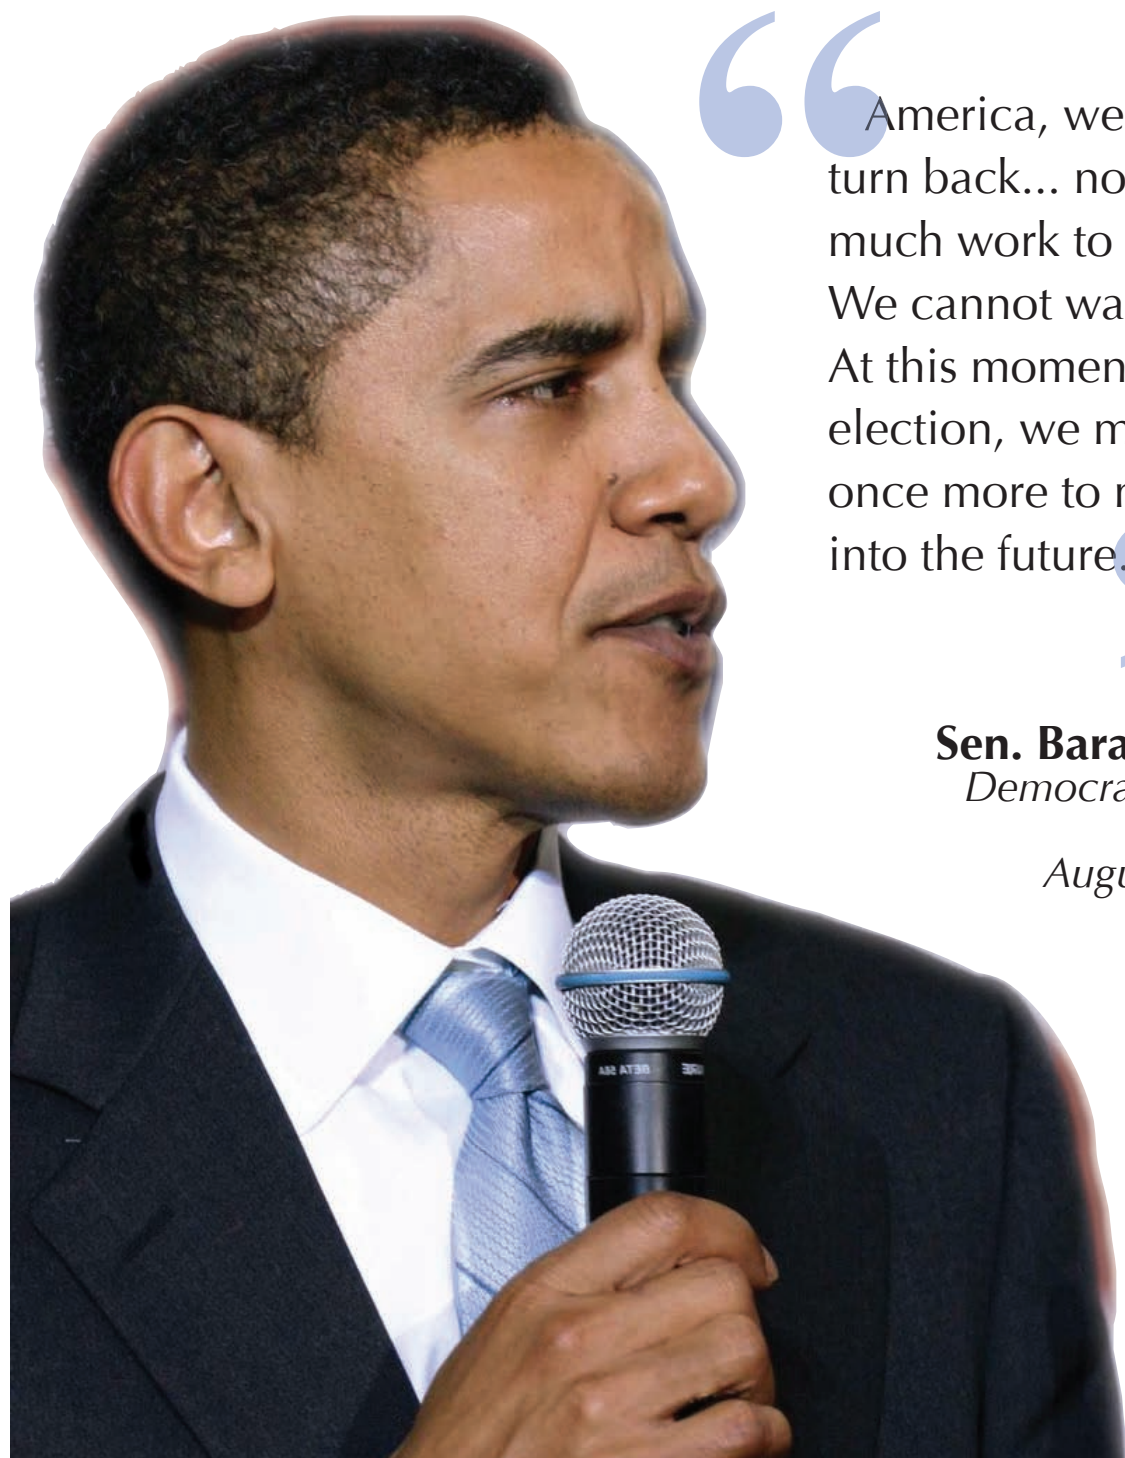 America, we
turn back... no
much work to
We cannot wa
At this momen
election, we m
once more to
into the future.
Sen. Bara
Democra
Augu
BETA 58A